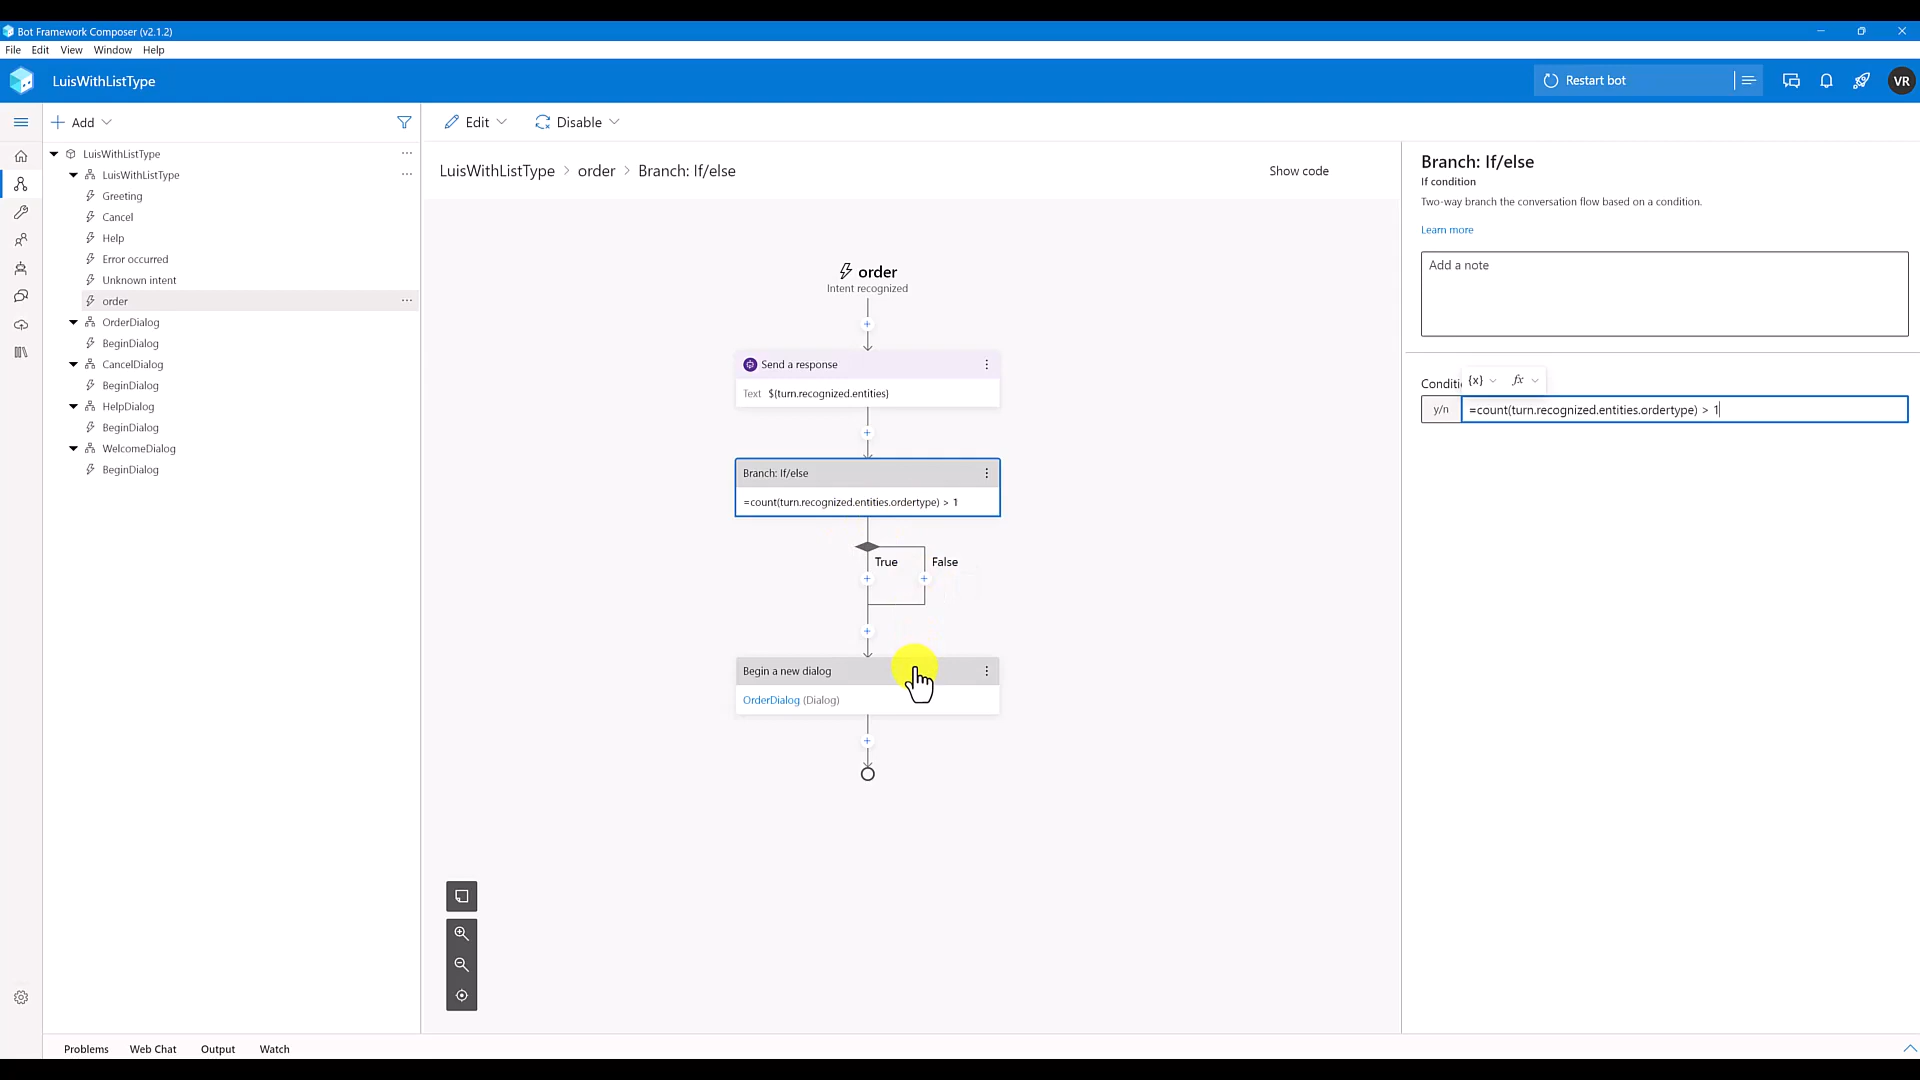 Bot Framework Composer (v2.1.2)
File Edit View Window Help
LuisWithListType
Restart bot
VR
Add
Edit
Disable
LuisWithListType
LuisWithListType
Greeting
Cancel
Help
Error occurred
Unknown intent
order
OrderDialog
BeginDialog
CancelDialog
BeginDialog
HelpDialog
BeginDialog
WelcomeDialog
BeginDialog
LuisWithListType > order > Branch: If/else
Show code
order
Intent recognized
Send a response
Text ${turn.recognized.entities}
Branch: If/else
=count(turn.recognized.entities.ordertype) > 1
True
False
Begin a new dialog
OrderDialog (Dialog)
Branch: If/else
If condition
Two-way branch the conversation flow based on a condition.
Learn more
Add a note
Conditi
{x}
fx
y/n
=count(turn.recognized.entities.ordertype) > 1
Problems Web Chat Output Watch